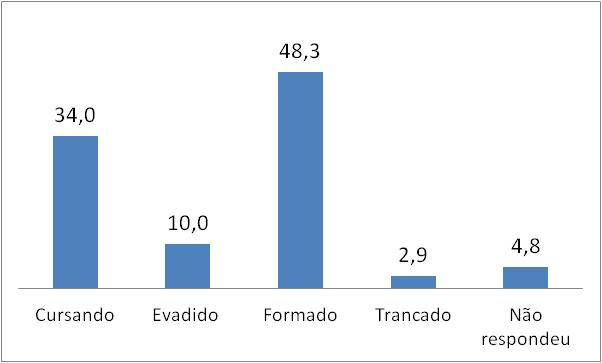 48,3
34,0
10,0
4,8
2,9
Cursando Evadido Formado Trancado Não
respondeu